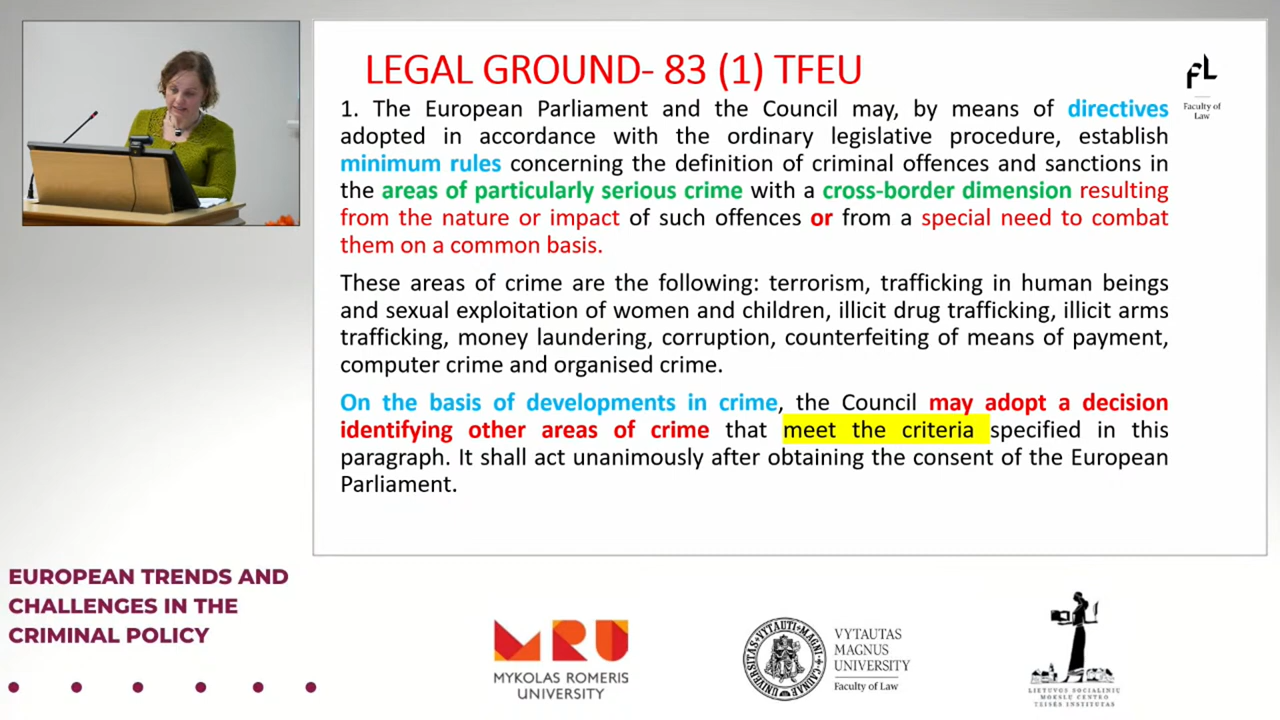 LEGAL GROUND- 83 (1) TFEU
1. The European Parliament and the Council may, by means of directives
adopted in accordance with the ordinary legislative procedure, establish
minimum rules concerning the definition of criminal offences and sanctions in
the areas of particularly serious crime with a cross-border dimension resulting
from the nature or impact of such offences or from a special need to combat
them on a common basis.
These areas of crime are the following: terrorism, trafficking in human beings
and sexual exploitation of women and children, illicit drug trafficking, illicit arms
trafficking, money laundering, corruption, counterfeiting of means of payment,
computer crime and organised crime.
On the basis of developments in crime, the Council may adopt a decision
identifying other areas of crime that meet the criteria specified in this
paragraph. It shall act unanimously after obtaining the consent of the European
Parliament.
FL
Faculty of
Law
EUROPEAN TRENDS AND
CHALLENGES IN THE
CRIMINAL POLICY
MRU
MYKOLAS ROMERIS
UNIVERSITY
VYTAUTAS
MAGNUS
UNIVERSITY
Faculty of Law
LIETUVOS SOCIALINIŲ
MOKSLŲ CENTRO
TEISĖS INSTITUTAS